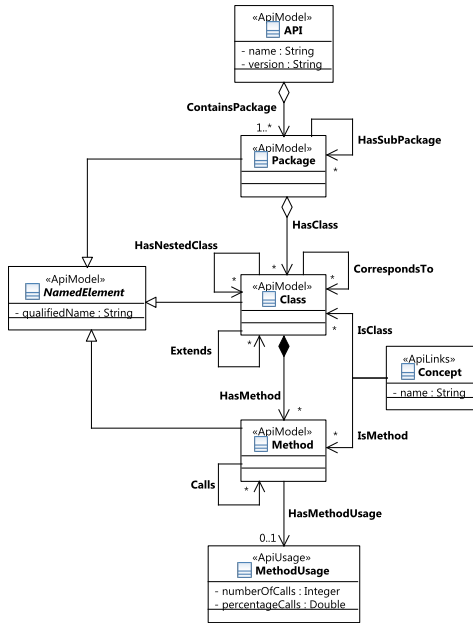 «ApiModel»
API
- name : String
- version : String
ContainsPackage
1..*
«ApiModel»
Package
HasSubPackage
*
HasClass
HasNestedClass
*
*
CorrespondsTo
*
«ApiModel»
NamedElement
- qualifiedName : String
«ApiModel»
Class
*
IsClass
Extends
*
«ApiLinks»
Concept
- name : String
HasMethod
*
«ApiModel»
Method
*
IsMethod
Calls
*
HasMethodUsage
0..1
«ApiUsage»
MethodUsage
- numberOfCalls : Integer
- percentageCalls : Double